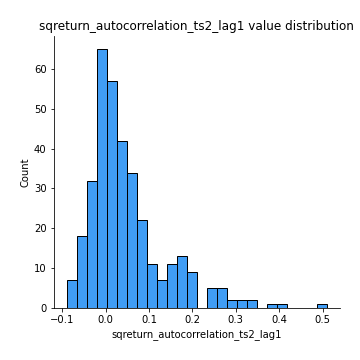 sqreturn_autocorrelation_ts2_lag1 value distribution
60
50
40
30
20
10
0
Count
−0.1 0.0 0.1 0.2 0.3 0.4 0.5
sqreturn_autocorrelation_ts2_lag1